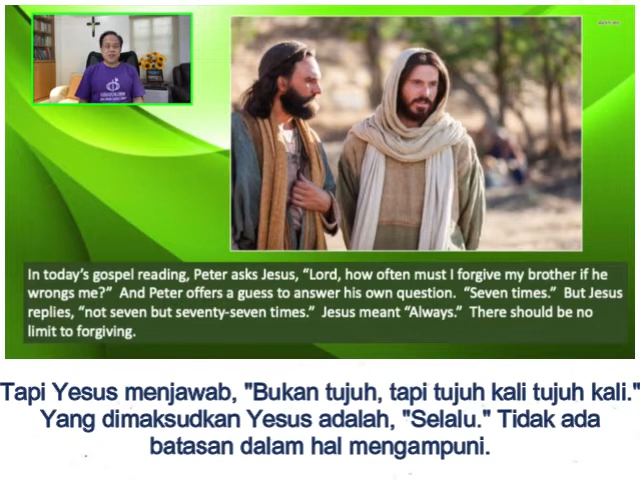 In today's gospel reading, Peter asks Jesus, "Lord, how often must I forgive my brother if he
wrongs me?" And Peter offers a guess to answer his own question. "Seven times." But Jesus
replies, "not seven but seventy-seven times." Jesus meant "Always." There should be no
limit to forgiving.
Tapi Yesus menjawab, "Bukan tujuh, tapi tujuh kali tujuh kali."
Yang dimaksudkan Yesus adalah, "Selalu." Tidak ada
batasan dalam hal mengampuni.